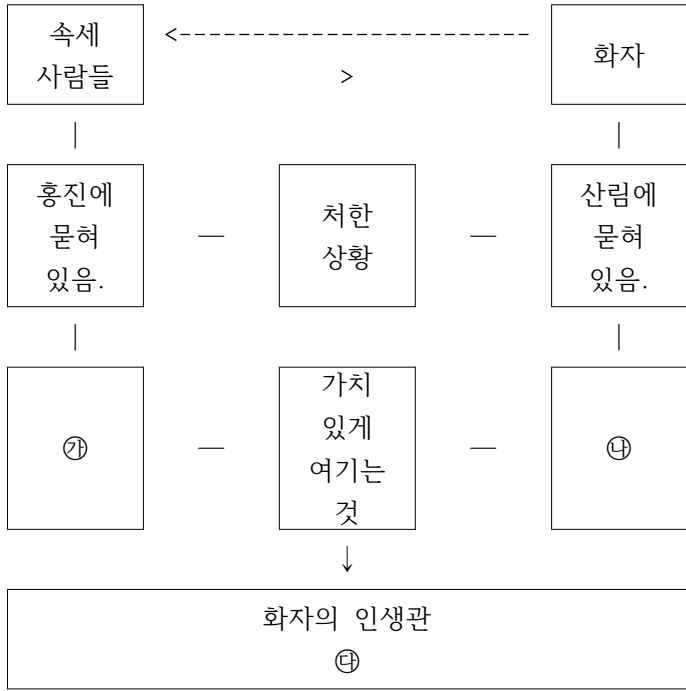 속세 <-----------------------> 화자
사람들
| |
홍진에 묻혀 있음. — 처한 상황 — 산림에 묻혀 있음.
| |
㉮ — 가치 있게 여기는 것 — ㉯
↓
화자의 인생관
㉰